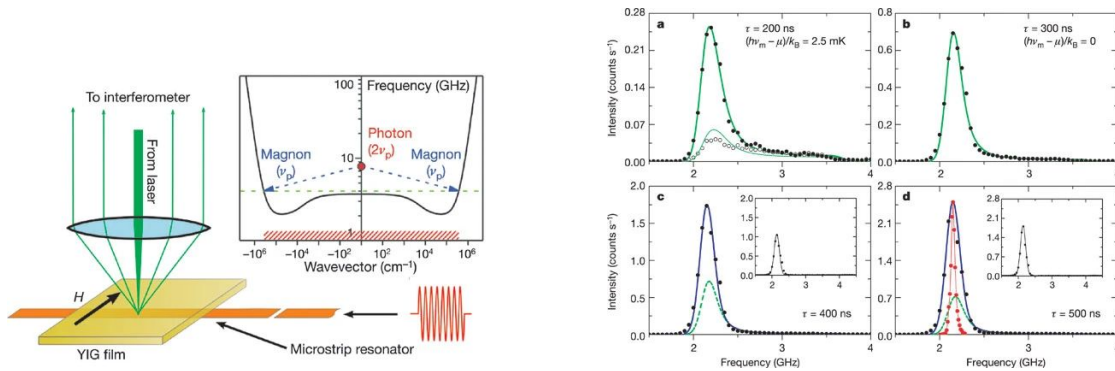 To interferometer
From laser
H
YIG film
Microstrip resonator
100
10
1
Frequency (GHz)
Photon
(2νp)
Magnon
(νp)
Magnon
(νp)
−10⁶
−10⁴
−10²
10⁰
10²
10⁴
10⁶
Wavevector (cm⁻¹)
a
τ = 200 ns
(hνm − μ)/kB = 2.5 mK
Intensity (counts s⁻¹)
0.28
0.21
0.14
0.07
0.00
2
3
4
b
τ = 300 ns
(hνm − μ)/kB = 0
0.8
0.6
0.4
0.2
0.0
2
3
4
c
τ = 400 ns
Intensity (counts s⁻¹)
2.0
1.5
1.0
0.5
0.0
2
3
4
Frequency (GHz)
2.0
1.5
1.0
0.5
0.0
2
3
4
d
τ = 500 ns
2.8
2.1
1.4
0.7
0.0
2
3
4
Frequency (GHz)
2.8
2.1
1.4
0.7
0.0
2
3
4